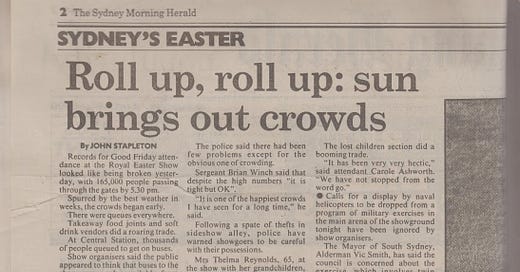 2 The Sydney Morning Herald
SYDNEY'S EASTER
Roll up, roll up: sun
brings out crowds
By JOHN STAPLETON
Records for Good Friday atten-
dance at the Royal Easter Show
looked like being broken yester-
day, with 165,000 people passing
through the gates by 5.30 pm.
Spurred by the best weather in
weeks, the crowds began early.
There were queues everywhere.
Takeaway food joints and soft
drink vendors did a roaring trade.
At Central Station, thousands
of people queued to get on buses.
Show organisers said the public
appeared to think that buses to the
The police said there had been
few problems except for the
obvious one of crowding.
Sergeant Brian Winch said that
despite the high numbers "it is
tight but OK".
"It is one of the happiest crowds
I have seen for a long time," he
said.
Following a spate of thefts in
sideshow alley, police have
warned showgoers to be careful
with their possessions.
Mrs Thelma Reynolds, 65, at
the show with her grandchildren,
The lost children section did a
booming trade.
"It has been very very hectic,"
said attendant Carole Ashworth.
"We have not stopped from the
word go."
● Calls for a display by naval
helicopters to be dropped from a
program of military exercises in
the main arena of the showground
tonight have been ignored by
show organisers.
The Mayor of South Sydney,
Alderman Vic Smith, has said the
council is concerned about the